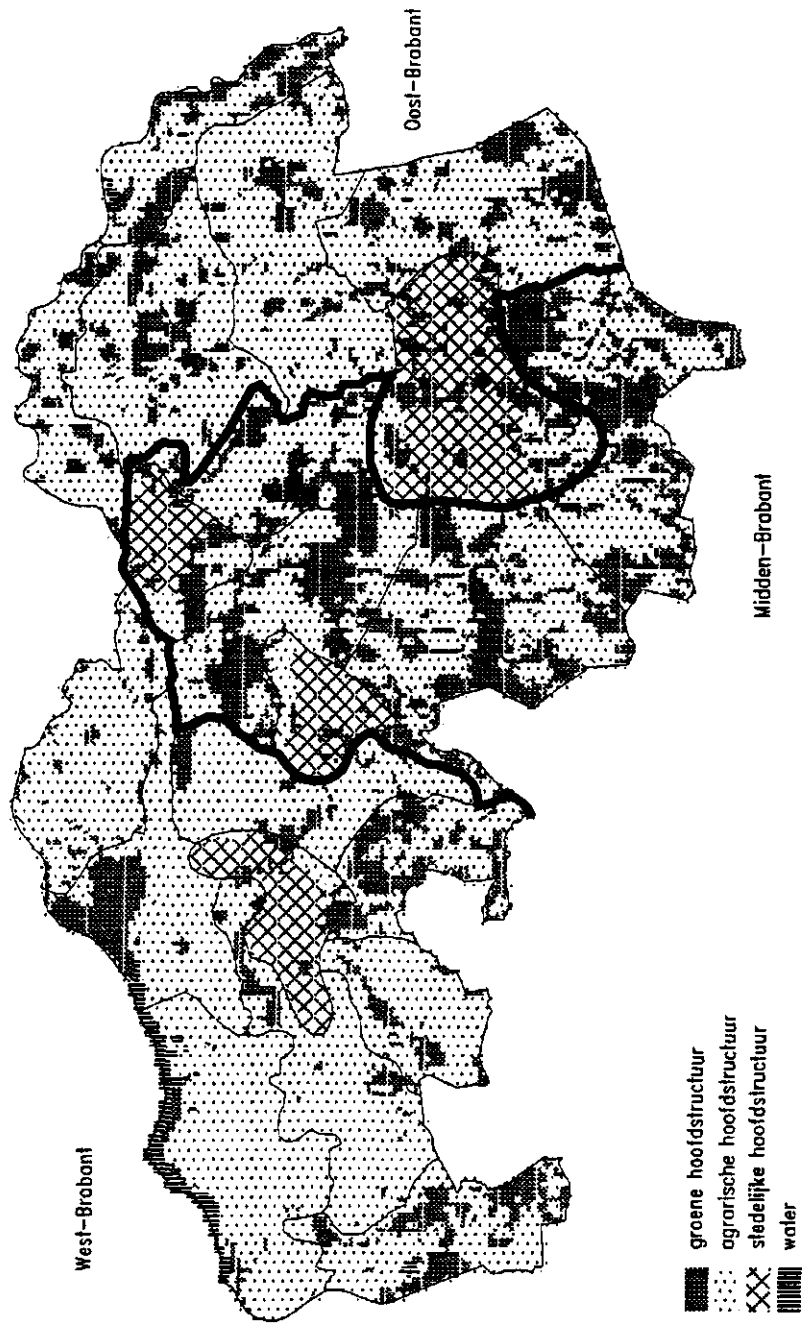 West-Brabant
Midden-Brabant
Oost-Brabant
groene hoofdstructuur
agrarische hoofdstructuur
stedelijke hoofdstructuur
water